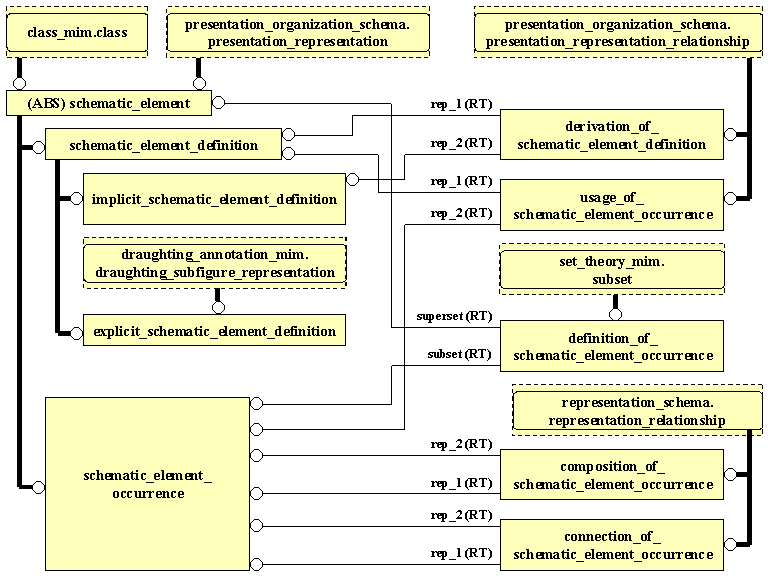 class_mim.class
presentation_organization_schema.
presentation_representation
presentation_organization_schema.
presentation_representation_relationship
(ABS) schematic_element
rep_1 (RT)
derivation_of_
schematic_element_definition
schematic_element_definition
rep_2 (RT)
implicit_schematic_element_definition
rep_1 (RT)
usage_of_
schematic_element_occurrence
rep_2 (RT)
draughting_annotation_mim.
draughting_subfigure_representation
set_theory_mim.
subset
explicit_schematic_element_definition
superset (RT)
definition_of_
schematic_element_occurrence
subset (RT)
representation_schema.
representation_relationship
schematic_element_
occurrence
rep_2 (RT)
composition_of_
schematic_element_occurrence
rep_1 (RT)
rep_2 (RT)
connection_of_
schematic_element_occurrence
rep_1 (RT)